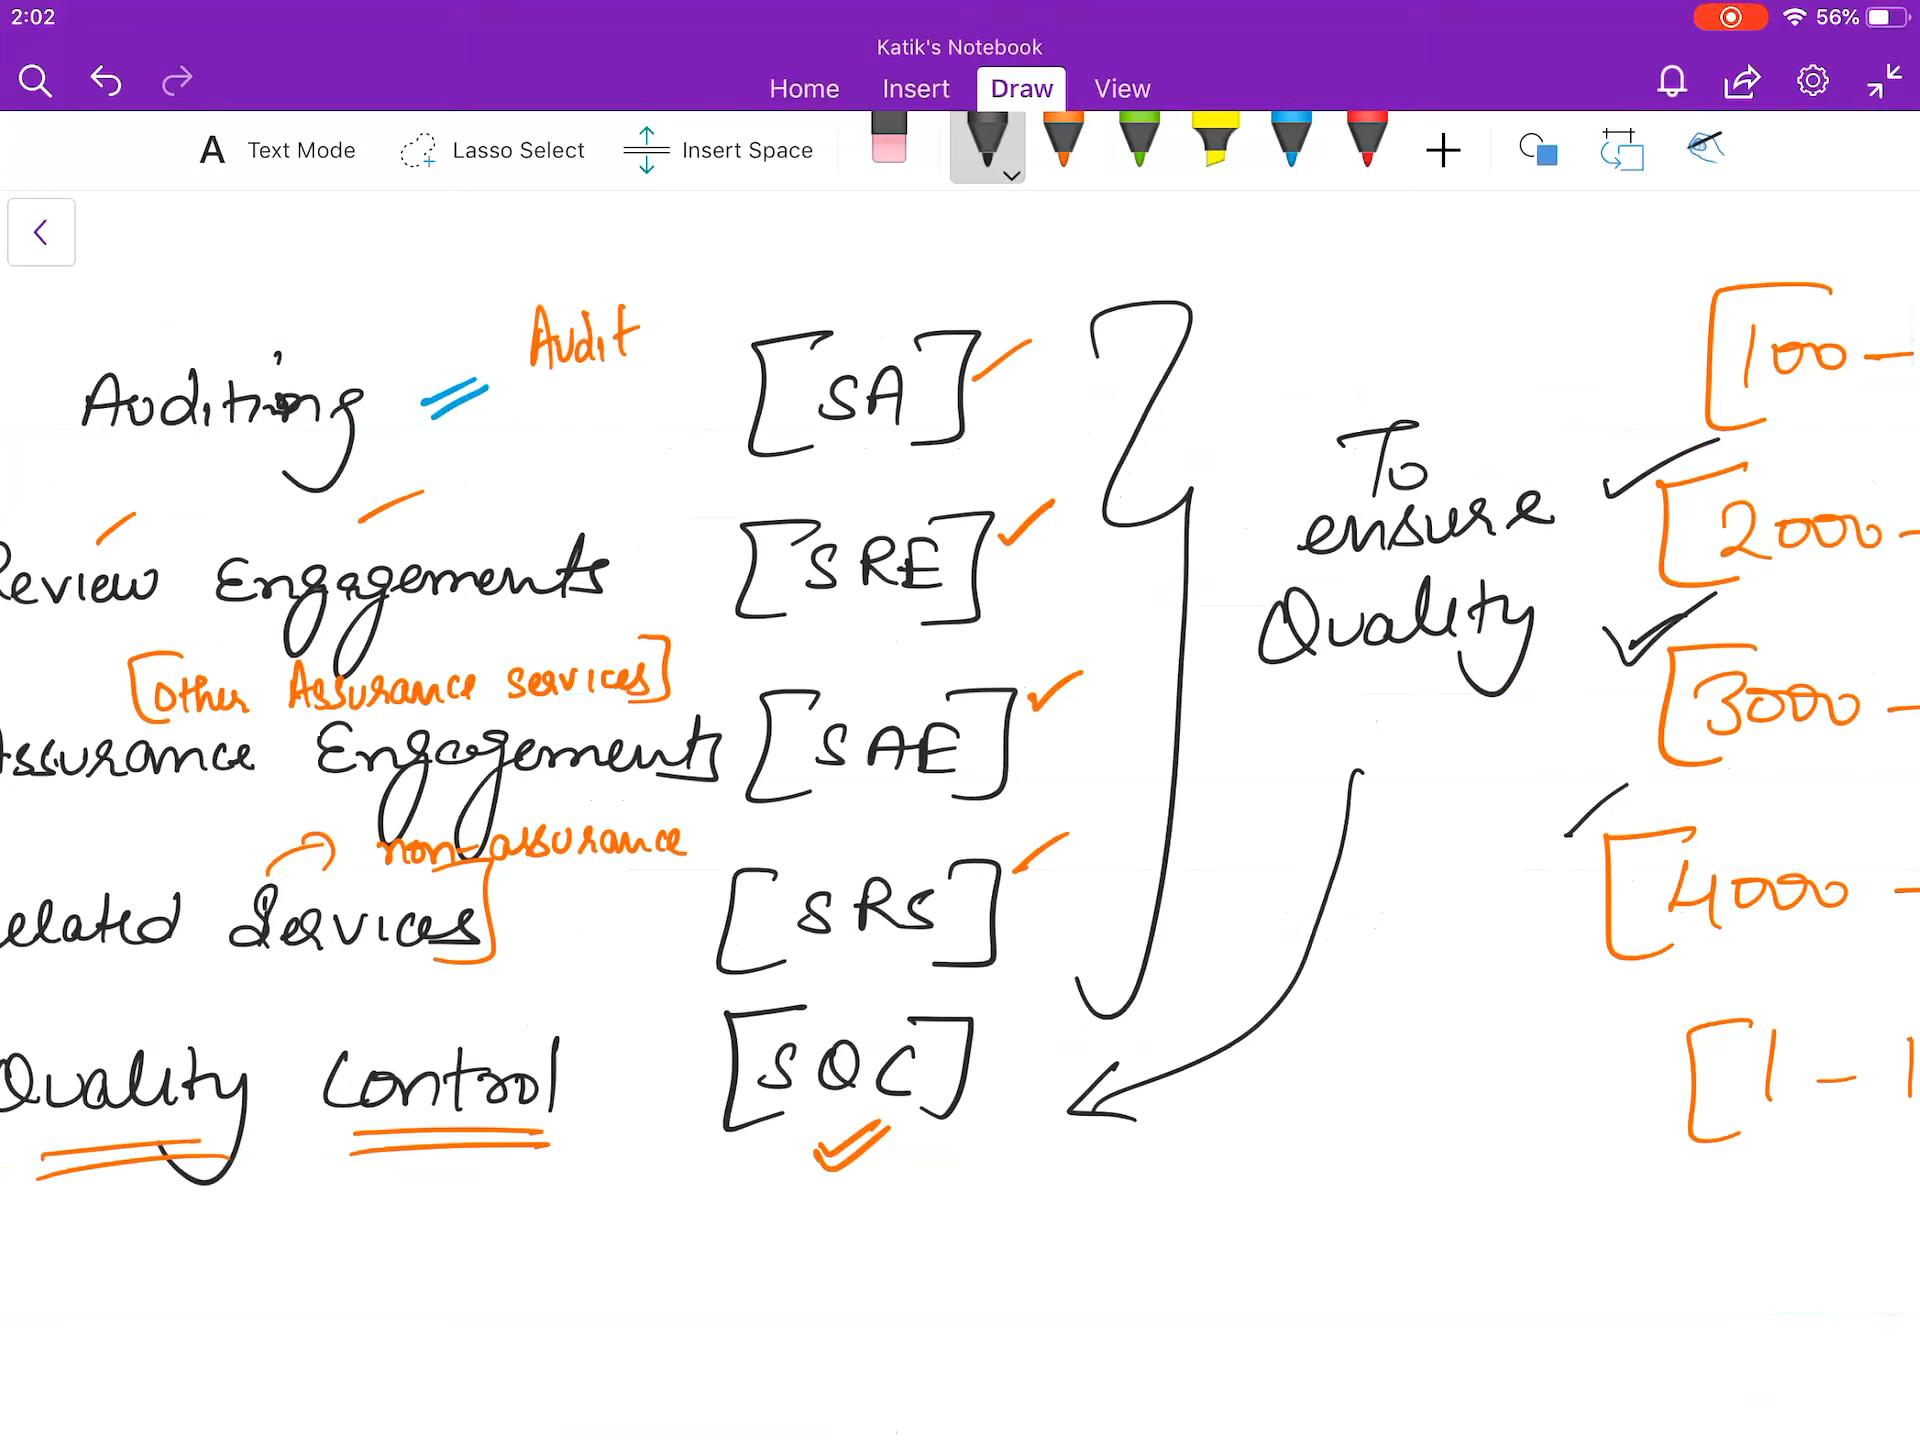 2:02
56%
Katik's Notebook
Home Insert Draw View
A Text Mode Lasso Select Insert Space
Audit
Auditing [SA]
[100 -
To
ensure
Quality
Review Engagements [SRE]
[2000 -
[other Assurance services]
Assurance Engagements [SAE]
[3000 -
non-assurance
elated Services] [SRS]
[4000 -
Quality Control [SQC]
[1 - 1